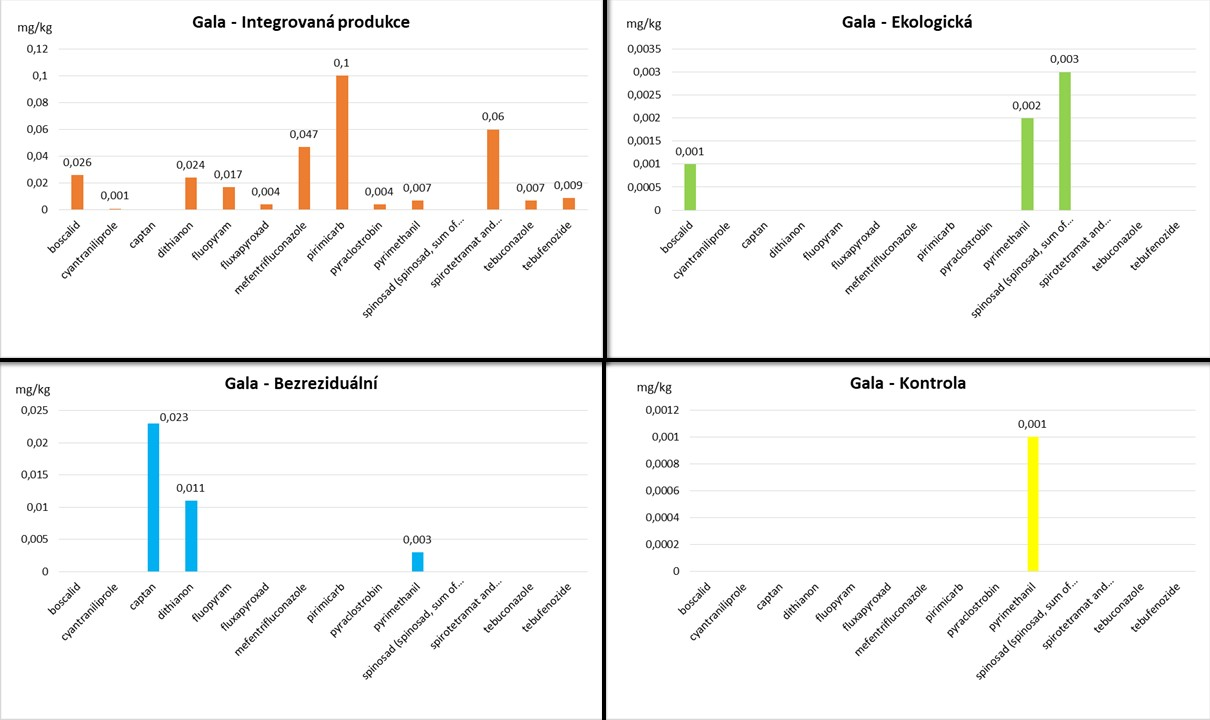 Gala - Integrovaná produkce
mg/kg
0,12
0,1
0,08
0,06
0,04
0,02
0
0,026
0,001
0,024
0,017
0,004
0,047
0,1
0,004
0,007
0,06
0,007
0,009
boscalid
cyantraniliprole
captan
dithianon
fluopyram
fluxapyroxad
mefentrifluconazole
pirimicarb
pyraclostrobin
pyrimethanil
spinosad (spinosad, sum of...
spirotetramat and...
tebuconazole
tebufenozide
Gala - Ekologická
mg/kg
0,0035
0,003
0,0025
0,002
0,0015
0,001
0,0005
0
0,001
0,002
0,003
boscalid
cyantraniliprole
captan
dithianon
fluopyram
fluxapyroxad
mefentrifluconazole
pirimicarb
pyraclostrobin
pyrimethanil
spinosad (spinosad, sum of...
spirotetramat and...
tebuconazole
tebufenozide
Gala - Bezreziduální
mg/kg
0,025
0,02
0,015
0,01
0,005
0
0,023
0,011
0,003
boscalid
cyantraniliprole
captan
dithianon
fluopyram
fluxapyroxad
mefentrifluconazole
pirimicarb
pyraclostrobin
pyrimethanil
spinosad (spinosad, sum of...
spirotetramat and...
tebuconazole
tebufenozide
Gala - Kontrola
mg/kg
0,0012
0,001
0,0008
0,0006
0,0004
0,0002
0
0,001
boscalid
cyantraniliprole
captan
dithianon
fluopyram
fluxapyroxad
mefentrifluconazole
pirimicarb
pyraclostrobin
pyrimethanil
spinosad (spinosad, sum of...
spirotetramat and...
tebuconazole
tebufenozide